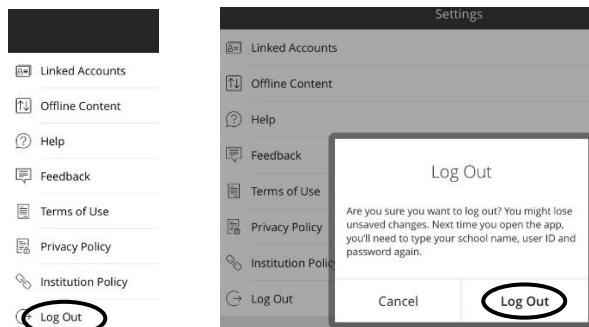 Linked Accounts
Offline Content
Help
Feedback
Terms of Use
Privacy Policy
Institution Policy
Log Out
Settings
Linked Accounts
Offline Content
Help
Feedback
Terms of Use
Privacy Policy
Institution
Log Out
Log Out
Are you sure you want to log out? You might lose
unsaved changes. Next time you open the app,
you'll need to type your school name, user ID and
password again.
Cancel
Log Out